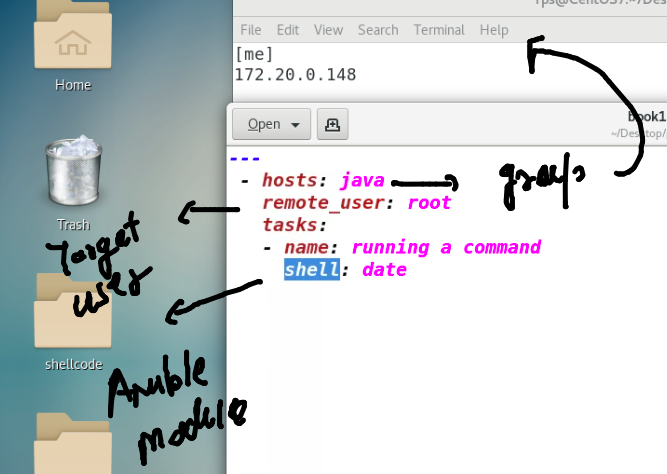 rps@CentOS7:~/Des
File Edit View Search Terminal Help
[me]
172.20.0.148
Home
Open
book1
~/Desktop/p
---
- hosts: java
groups
remote_user: root
Trash
tasks:
Target
user
- name: running a command
shell: date
shellcode
module